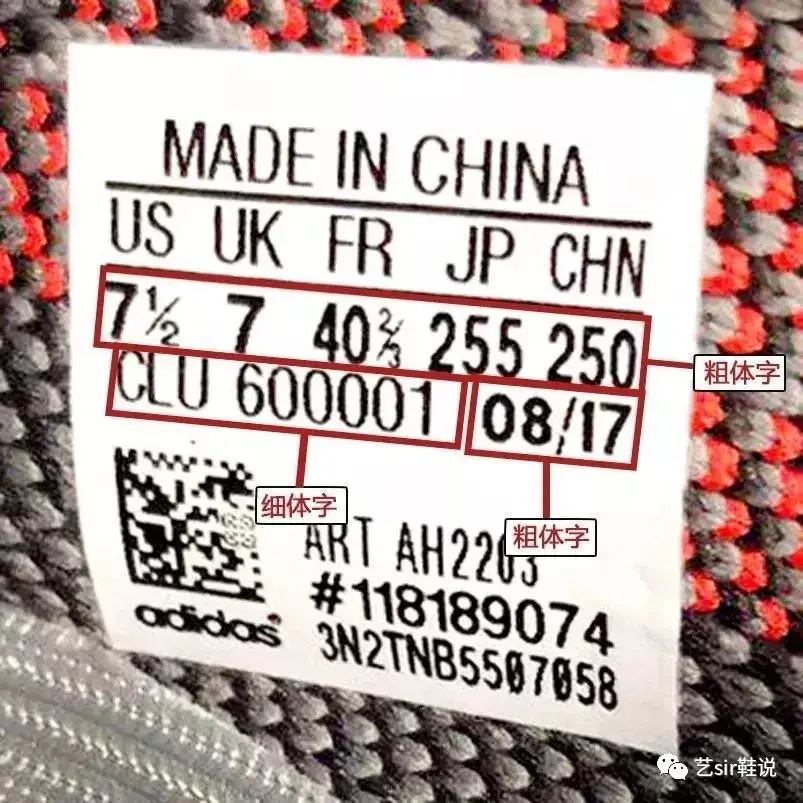 MADE IN CHINA
US UK FR JP CHN
7½ 7 40⅔ 255 250
粗体字
CLU 600001 08/17
细体字
粗体字
ART AH2203
#118189074
adidas
3N2TNB5507058
艺sir鞋说